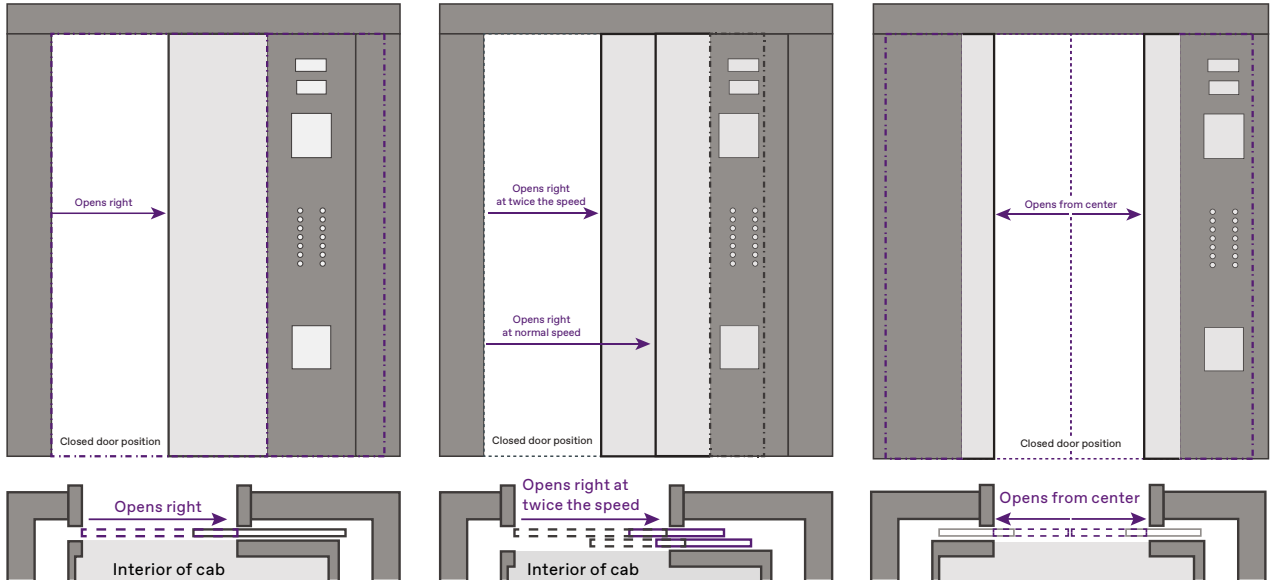 Opens right
Closed door position
Opens right
Interior of cab
Opens right
at twice the speed
Opens right
at normal speed
Closed door position
Opens right at
twice the speed
Interior of cab
Opens from center
Closed door position
Opens from center